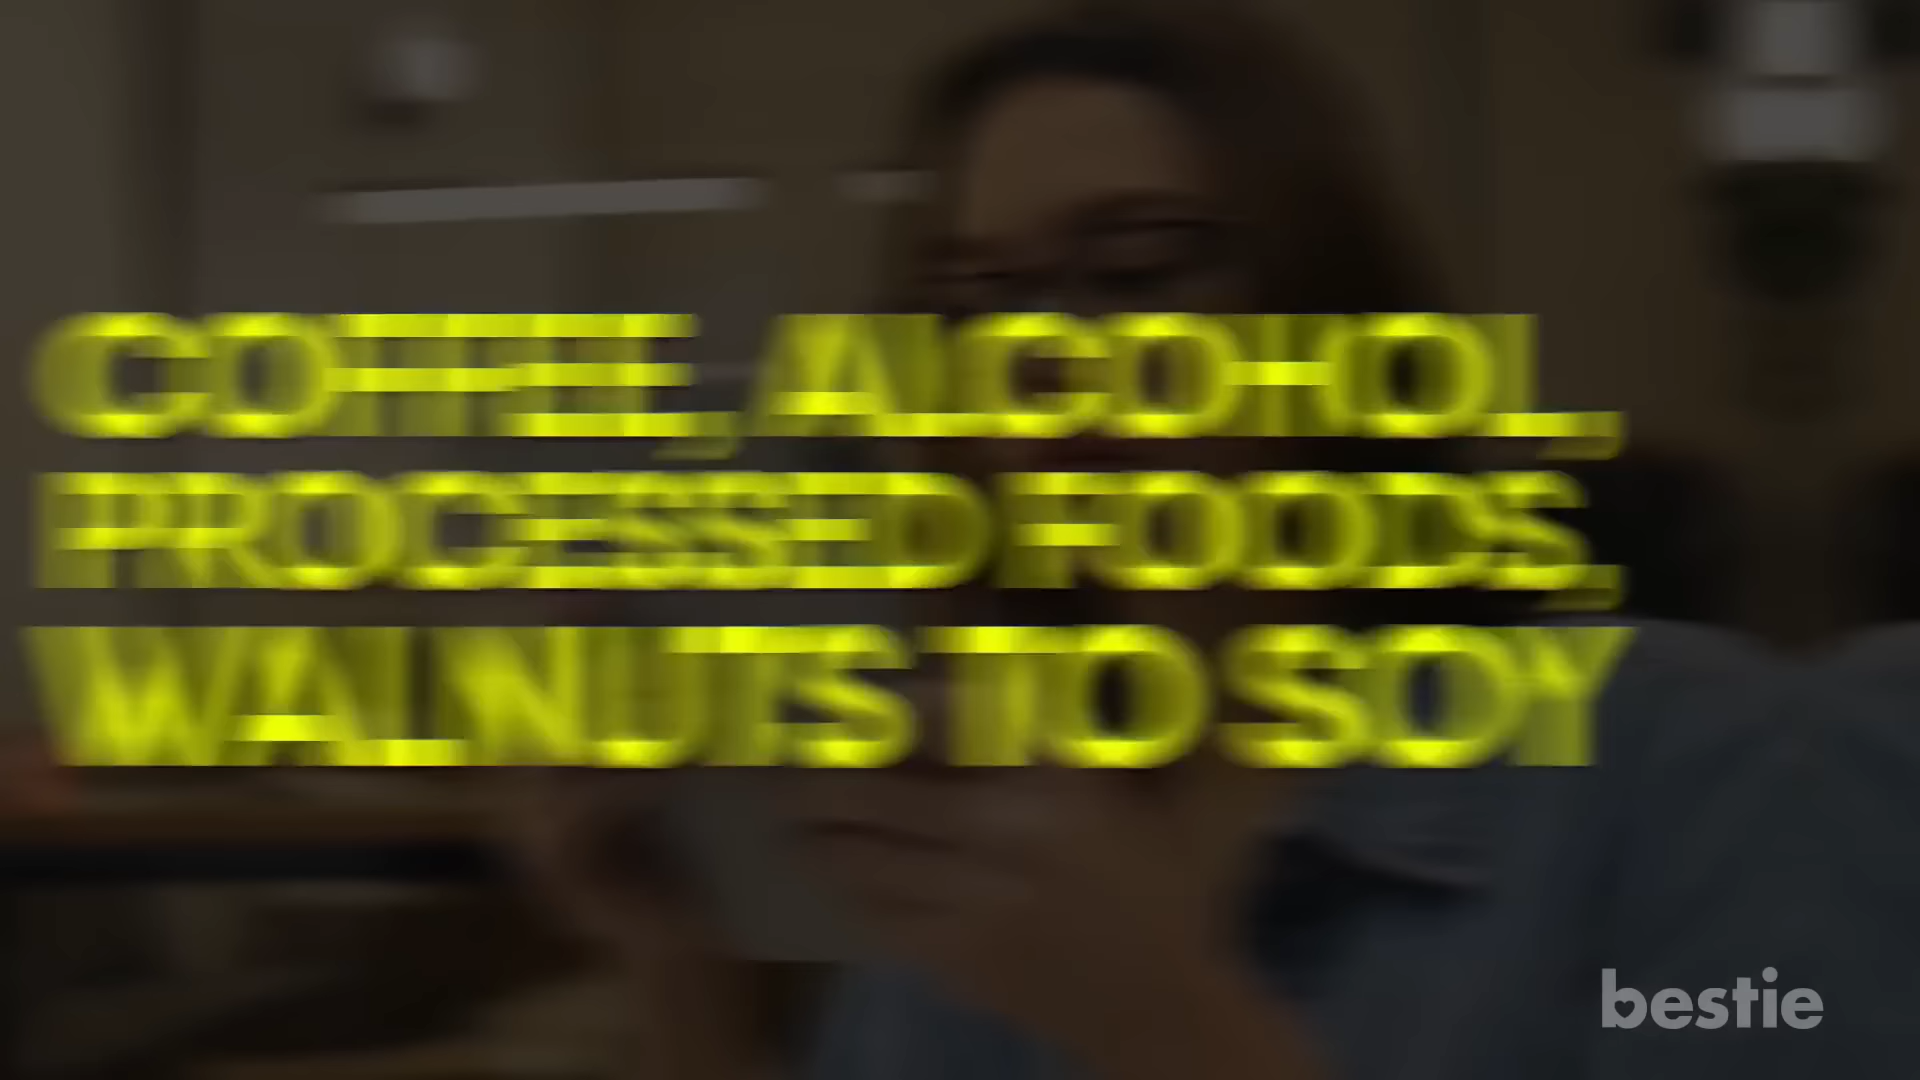 COFFEE, ALCOHOL,
PROCESSED FOODS,
WALNUTS TO SOY
bestie